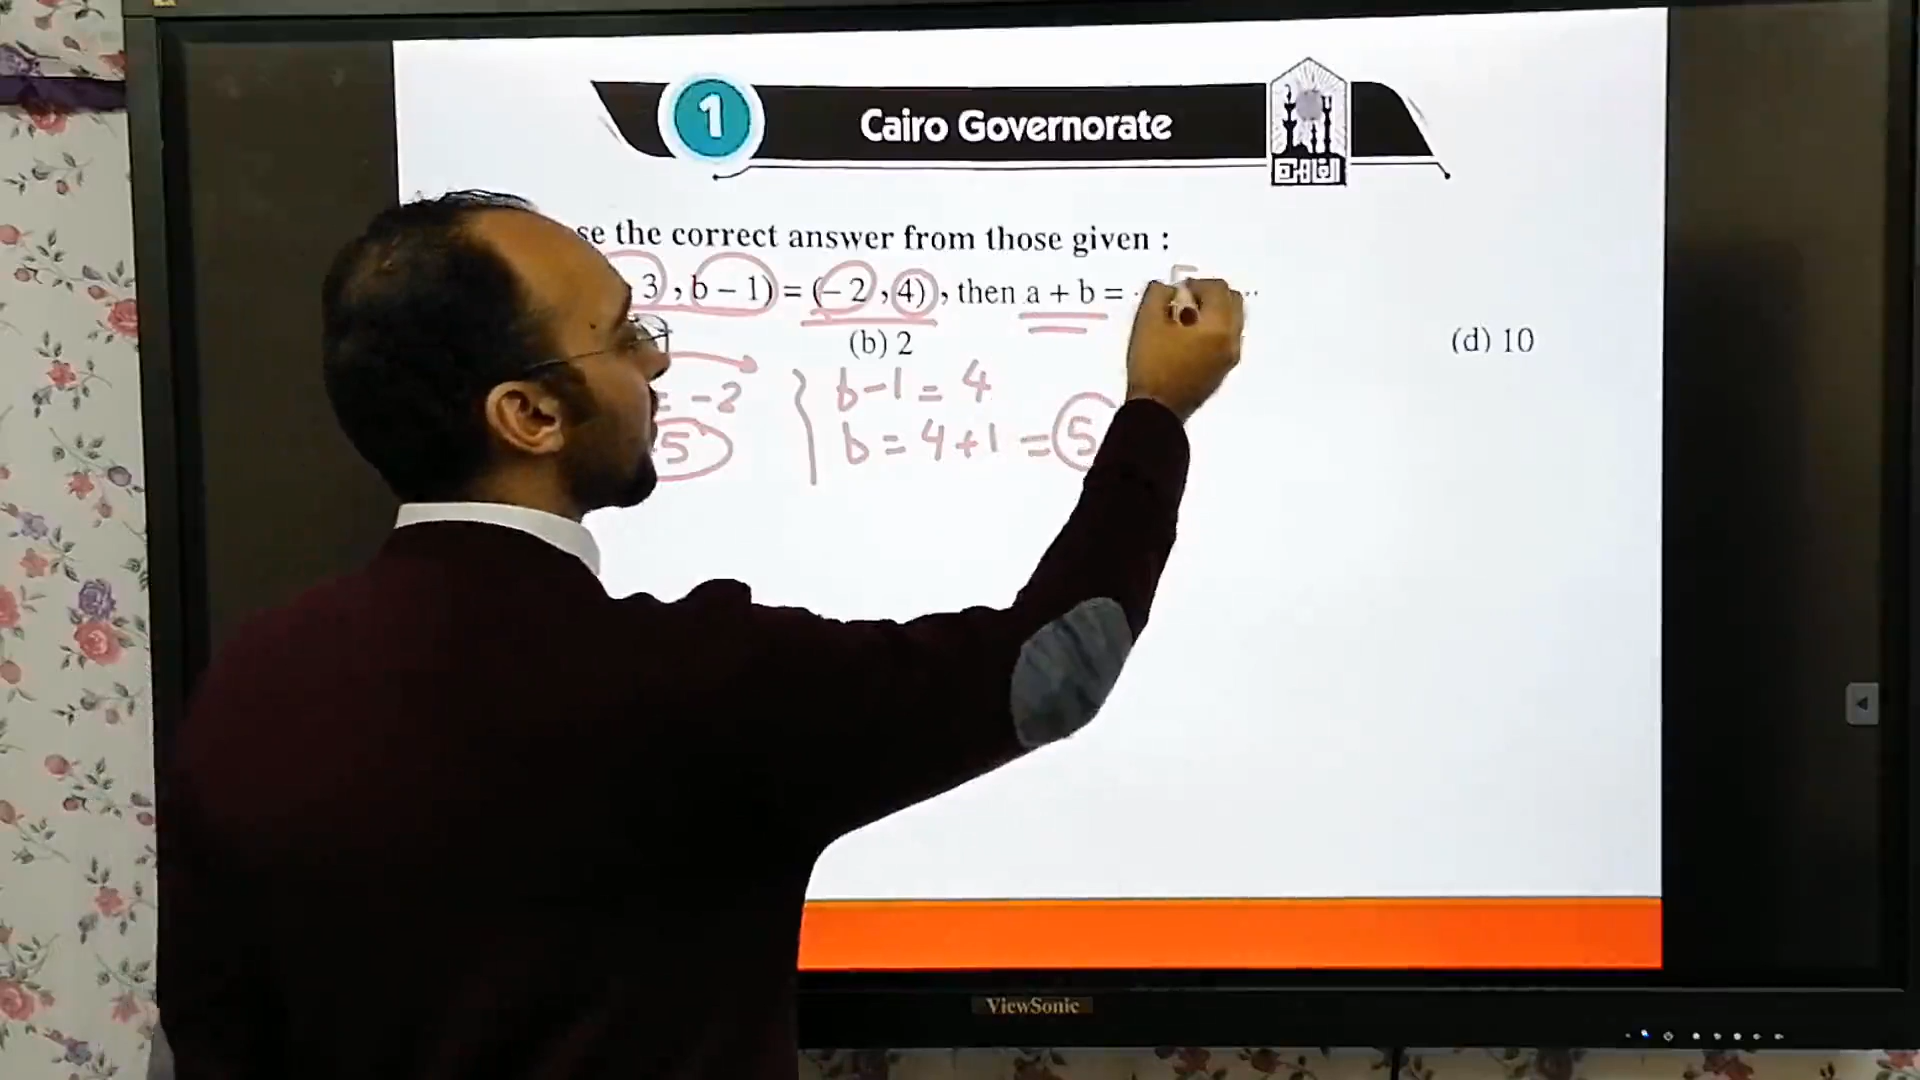 1
Cairo Governorate
القاهرة
se the correct answer from those given :
3 , b – 1) = (– 2 , 4) , then a + b =
(b) 2
(d) 10
= -2
b-1 = 4
5
b = 4+1 = 5
ViewSonic